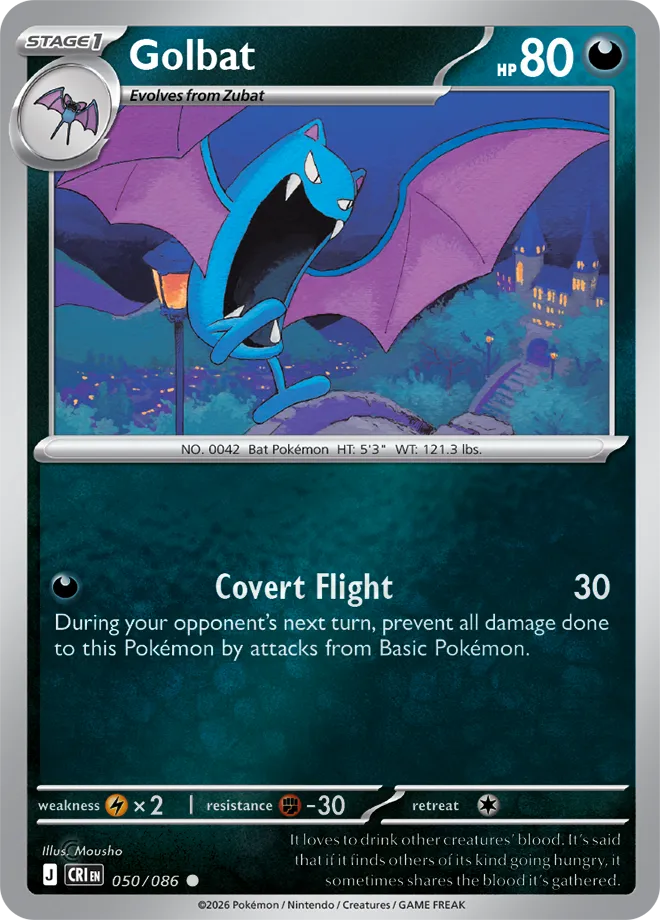 STAGE1
Golbat
HP 80
Evolves from Zubat
NO. 0042 Bat Pokémon HT: 5'3" WT: 121.3 lbs.
Covert Flight 30
During your opponent's next turn, prevent all damage done
to this Pokémon by attacks from Basic Pokémon.
weakness ×2 resistance -30 retreat
Illus. Mousho
It loves to drink other creatures' blood. It's said
that if it finds others of its kind going hungry, it
sometimes shares the blood it's gathered.
J CRI EN 050/086
©2026 Pokémon / Nintendo / Creatures / GAME FREAK